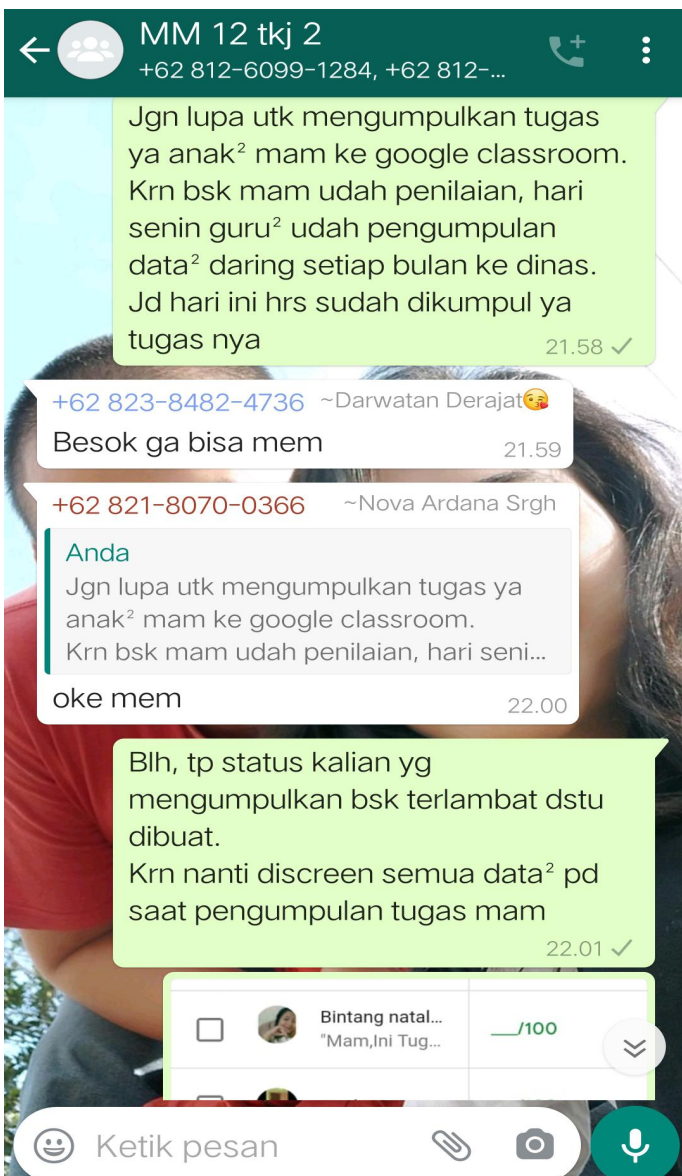 MM 12 tkj 2
+62 812-6099-1284, +62 812-...
Jgn lupa utk mengumpulkan tugas
ya anak² mam ke google classroom.
Krn bsk mam udah penilaian, hari
senin guru² udah pengumpulan
data² daring setiap bulan ke dinas.
Jd hari ini hrs sudah dikumpul ya
tugas nya
21.58
+62 823-8482-4736 ~Darwatan Derajat😘
Besok ga bisa mem
21.59
+62 821-8070-0366 ~Nova Ardana Srgh
Anda
Jgn lupa utk mengumpulkan tugas ya
anak² mam ke google classroom.
Krn bsk mam udah penilaian, hari seni...
oke mem
22.00
Blh, tp status kalian yg
mengumpulkan bsk terlambat dstu
dibuat.
Krn nanti discreen semua data² pd
saat pengumpulan tugas mam
22.01
Bintang natal... __/100
"Mam,Ini Tug...
Ketik pesan